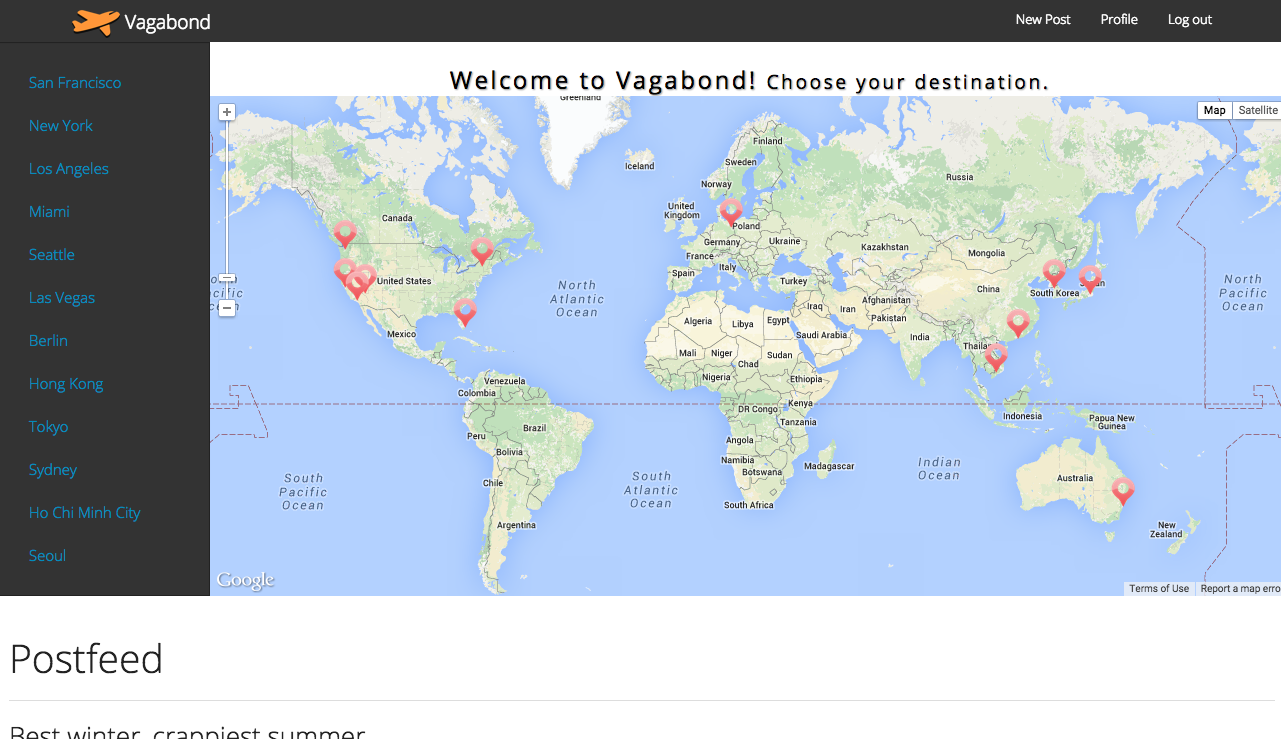 Vagabond
New Post Profile Log out
San Francisco
New York
Los Angeles
Miami
Seattle
Las Vegas
Berlin
Hong Kong
Tokyo
Sydney
Ho Chi Minh City
Seoul
Welcome to Vagabond! Choose your destination.
Map Satellite
Greenland
Iceland
Finland
Sweden
Norway
Russia
United
Kingdom
Poland
Germany
Ukraine
France
Kazakhstan
Mongolia
Italy
Spain
Turkey
China
South Korea
Canada
United States
Mexico
North
Atlantic
Ocean
North
Pacific
Ocean
Iraq
Iran
Afghanistan
Pakistan
Algeria
Libya
Egypt
Saudi Arabia
India
Mali
Niger
Chad
Sudan
Nigeria
Ethiopia
Venezuela
Colombia
DR Congo
Kenya
Tanzania
Indonesia
Papua New
Guinea
Peru
Brazil
Bolivia
Angola
Namibia
Botswana
Madagascar
Chile
South Africa
Argentina
Australia
New
Zealand
South
Pacific
Ocean
South
Atlantic
Ocean
Indian
Ocean
Google
Terms of Use Report a map erro
Postfeed
Best winter, crappiest summer